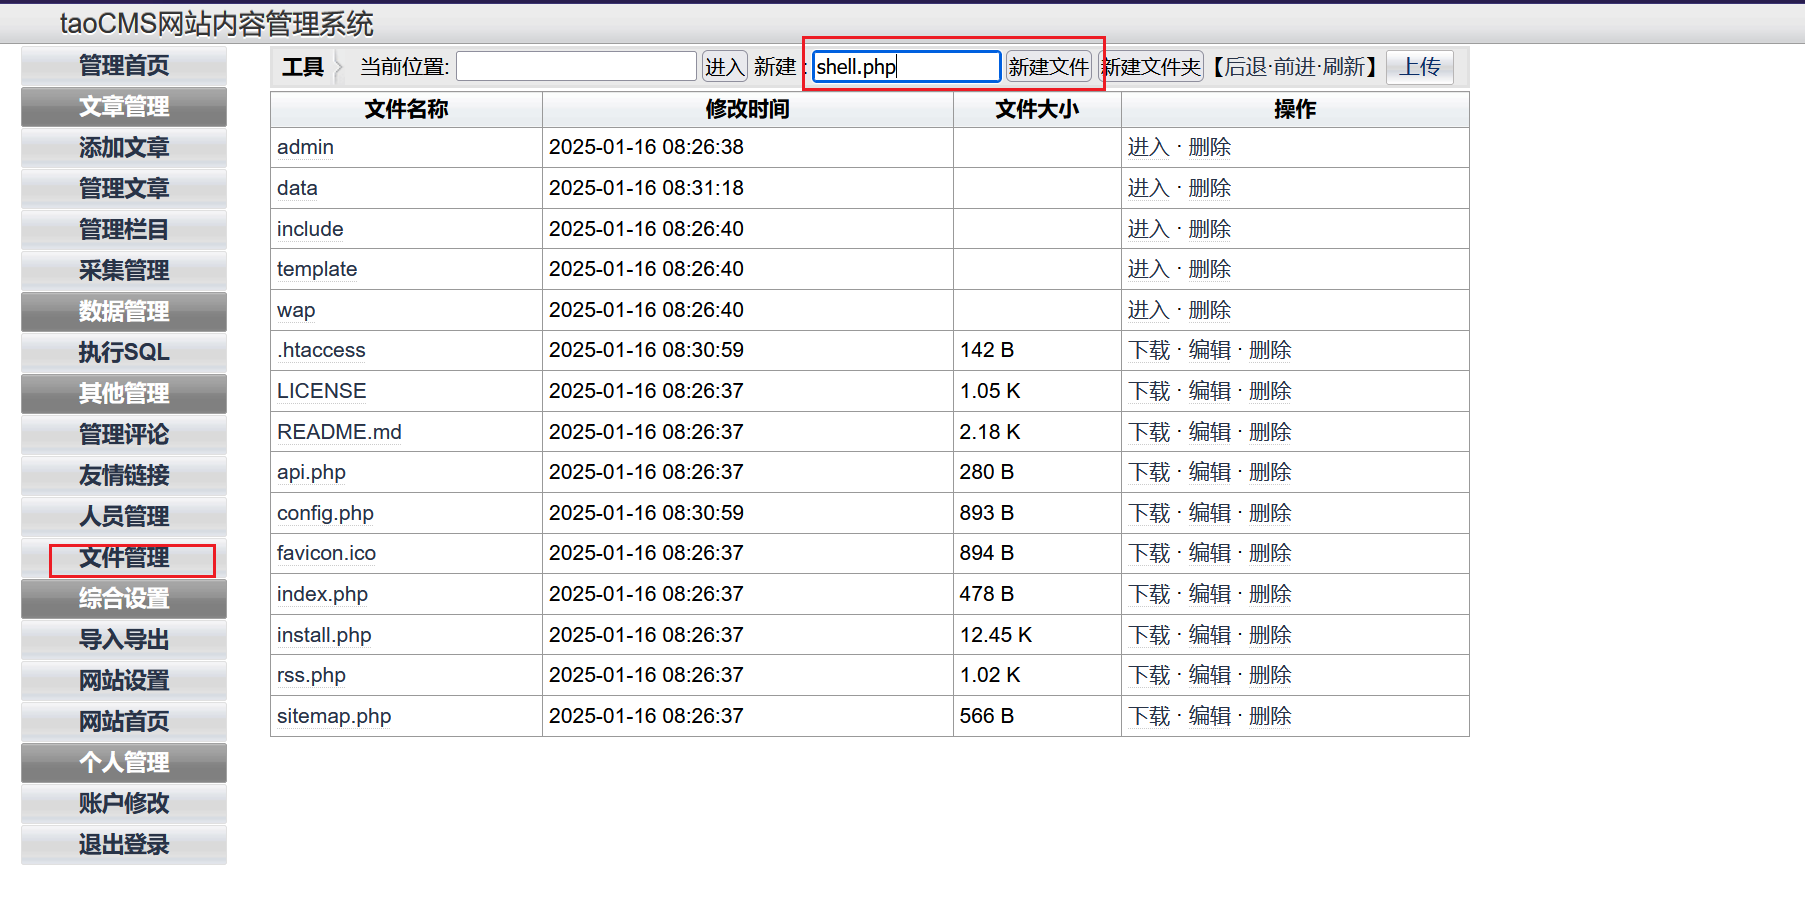 taoCMS网站内容管理系统
管理首页
文章管理
添加文章
管理文章
管理栏目
采集管理
数据管理
执行SQL
其他管理
管理评论
友情链接
人员管理
文件管理
综合设置
导入导出
网站设置
网站首页
个人管理
账户修改
退出登录
工具 当前位置: 进入 新建: shell.php 新建文件 新建文件夹 【后退·前进·刷新】 上传
文件名称 修改时间 文件大小 操作
admin 2025-01-16 08:26:38 进入 · 删除
data 2025-01-16 08:31:18 进入 · 删除
include 2025-01-16 08:26:40 进入 · 删除
template 2025-01-16 08:26:40 进入 · 删除
wap 2025-01-16 08:26:40 进入 · 删除
.htaccess 2025-01-16 08:30:59 142 B 下载 · 编辑 · 删除
LICENSE 2025-01-16 08:26:37 1.05 K 下载 · 编辑 · 删除
README.md 2025-01-16 08:26:37 2.18 K 下载 · 编辑 · 删除
api.php 2025-01-16 08:26:37 280 B 下载 · 编辑 · 删除
config.php 2025-01-16 08:30:59 893 B 下载 · 编辑 · 删除
favicon.ico 2025-01-16 08:26:37 894 B 下载 · 编辑 · 删除
index.php 2025-01-16 08:26:37 478 B 下载 · 编辑 · 删除
install.php 2025-01-16 08:26:37 12.45 K 下载 · 编辑 · 删除
rss.php 2025-01-16 08:26:37 1.02 K 下载 · 编辑 · 删除
sitemap.php 2025-01-16 08:26:37 566 B 下载 · 编辑 · 删除